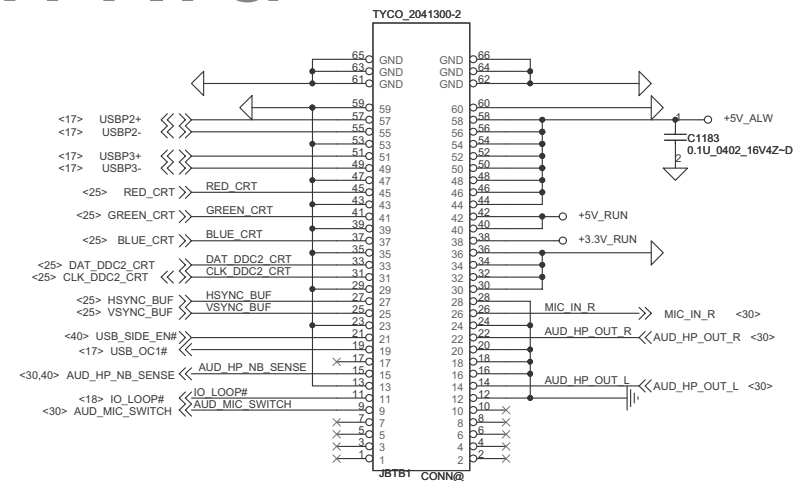 TYCO_2041300-2
65 GND GND 66
63 GND GND 64
61 GND GND 62
59 59 60 60
<17> USBP2+ 57 57 58 58 1 +5V_ALW
<17> USBP2- 55 55 56 56
53 53 54 54 C1183
<17> USBP3+ 51 51 52 52 0.1U_0402_16V4Z~D
<17> USBP3- 49 49 50 50 2
47 47 48 48
<25> RED_CRT RED_CRT 45 45 46 46
43 43 44 44
<25> GREEN_CRT GREEN_CRT 41 41 42 42 +5V_RUN
39 39 40 40
<25> BLUE_CRT BLUE_CRT 37 37 38 38 +3.3V_RUN
35 35 36 36
<25> DAT_DDC2_CRT DAT_DDC2_CRT 33 33 34 34
<25> CLK_DDC2_CRT CLK_DDC2_CRT 31 31 32 32
29 29 30 30
<25> HSYNC_BUF HSYNC_BUF 27 27 28 28
<25> VSYNC_BUF VSYNC_BUF 25 25 26 26 MIC_IN_R MIC_IN_R <30>
23 23 24 24
<40> USB_SIDE_EN# 21 21 22 22 AUD_HP_OUT_R AUD_HP_OUT_R <30>
<17> USB_OC1# 19 19 20 20
17 17 18 18
<30,40> AUD_HP_NB_SENSE AUD_HP_NB_SENSE 15 15 16 16
13 13 14 14 AUD_HP_OUT_L AUD_HP_OUT_L <30>
<18> IO_LOOP# IO_LOOP# 11 11 12 12
<30> AUD_MIC_SWITCH AUD_MIC_SWITCH 9 9 10 10
7 7 8 8
5 5 6 6
3 3 4 4
1 1 2 2
JBTB1 CONN@